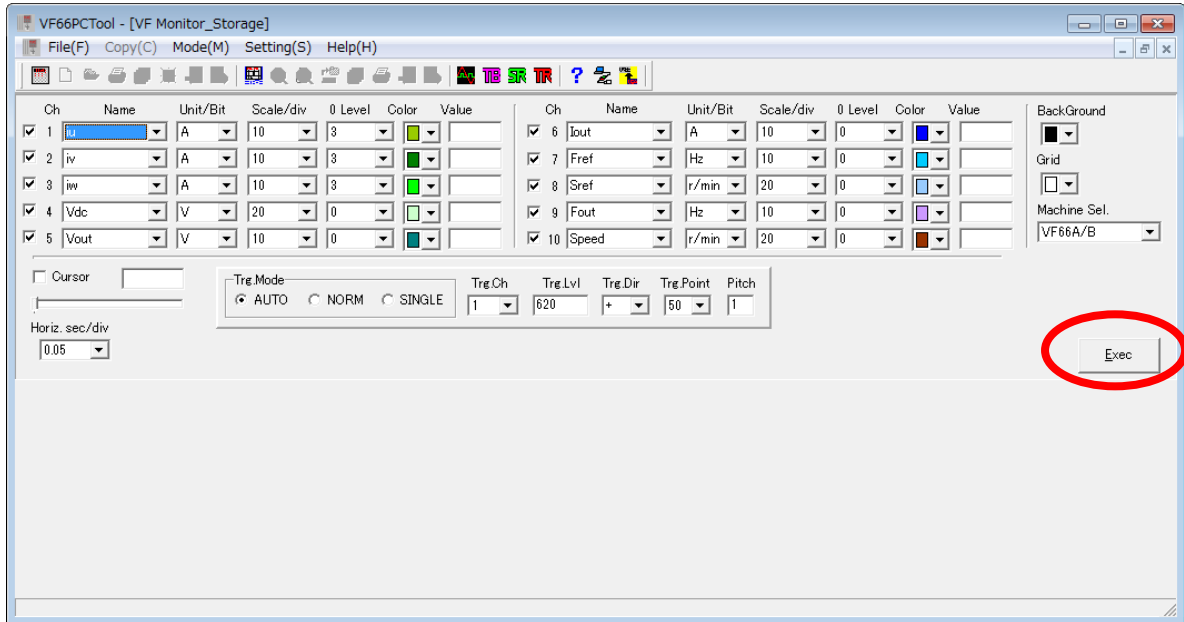 VF66PCTool - [VF Monitor_Storage]
File(F) Copy(C) Mode(M) Setting(S) Help(H)
TB SR TR ?
Ch Name Unit/Bit Scale/div 0 Level Color Value Ch Name Unit/Bit Scale/div 0 Level Color Value BackGround
1 iu A 10 3 6 Iout A 10 0
2 iv A 10 3 7 Fref Hz 10 0 Grid
3 iw A 10 3 8 Sref r/min 20 0
4 Vdc V 20 0 9 Fout Hz 10 0 Machine Sel.
5 Vout V 10 0 10 Speed r/min 20 0 VF66A/B
Cursor Trg.Mode Trg.Ch Trg.Lvl Trg.Dir Trg.Point Pitch
AUTO NORM SINGLE 1 620 + 50 1
Horiz. sec/div
0.05 Exec